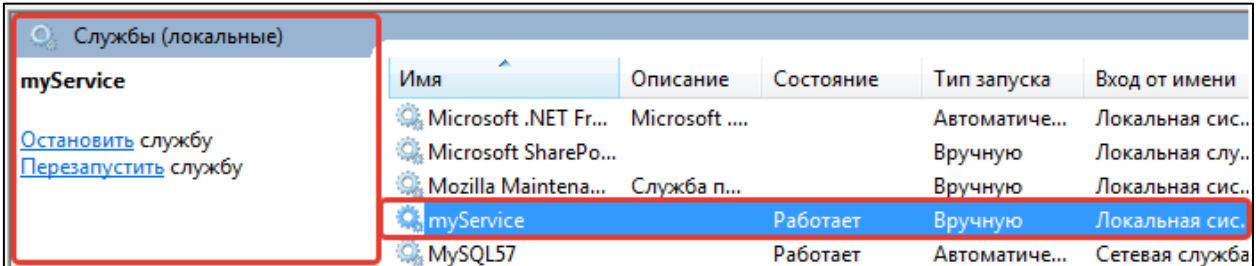 Службы (локальные)
myService
Остановить службу
Перезапустить службу
Имя Описание Состояние Тип запуска Вход от имени
Microsoft .NET Fr... Microsoft .... Автоматиче... Локальная сис...
Microsoft SharePo... Вручную Локальная слу...
Mozilla Maintena... Служба п... Вручную Локальная сис...
myService Работает Вручную Локальная сис.
MySQL57 Работает Автоматиче... Сетевая служба